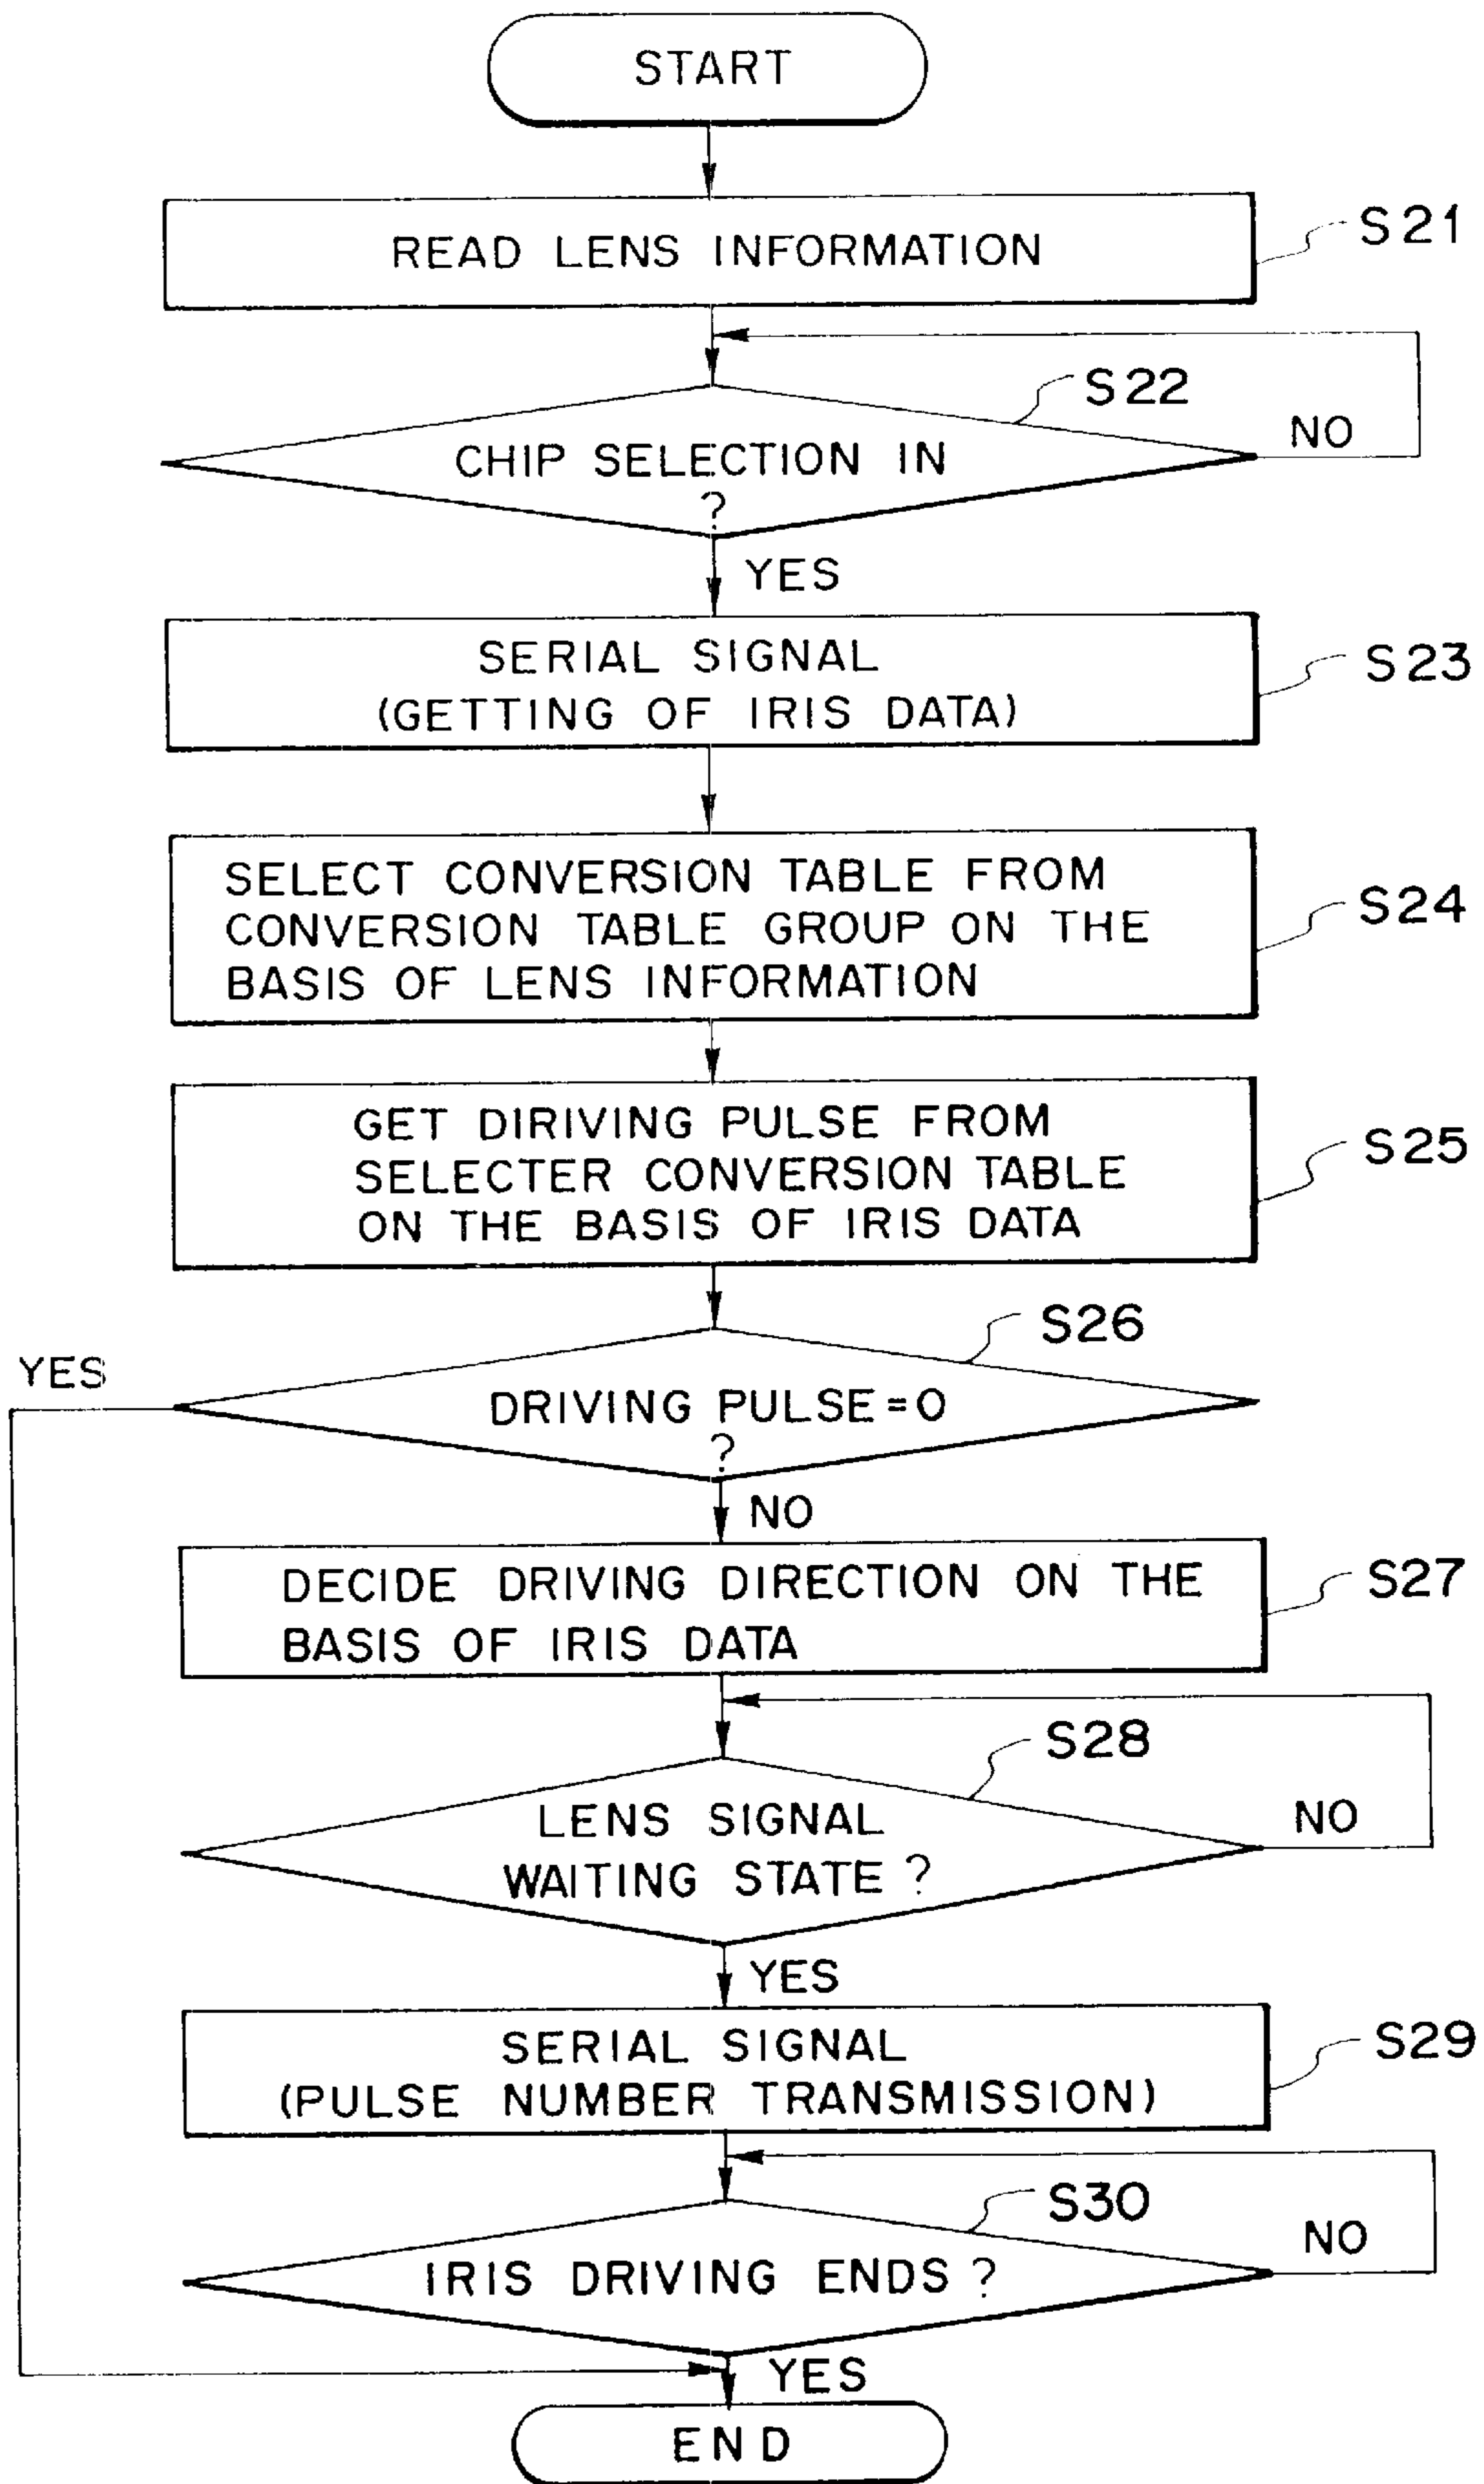 START
READ LENS INFORMATION
S21
S22
NO
CHIP SELECTION IN
?
YES
SERIAL SIGNAL
(GETTING OF IRIS DATA)
S23
SELECT CONVERSION TABLE FROM
CONVERSION TABLE GROUP ON THE
BASIS OF LENS INFORMATION
S24
GET DIRIVING PULSE FROM
SELECTER CONVERSION TABLE
ON THE BASIS OF IRIS DATA
S25
S26
YES
DRIVING PULSE=0
?
NO
DECIDE DRIVING DIRECTION ON THE
BASIS OF IRIS DATA
S27
S28
NO
LENS SIGNAL
WAITING STATE ?
YES
SERIAL SIGNAL
(PULSE NUMBER TRANSMISSION)
S29
S30
NO
IRIS DRIVING ENDS ?
YES
END